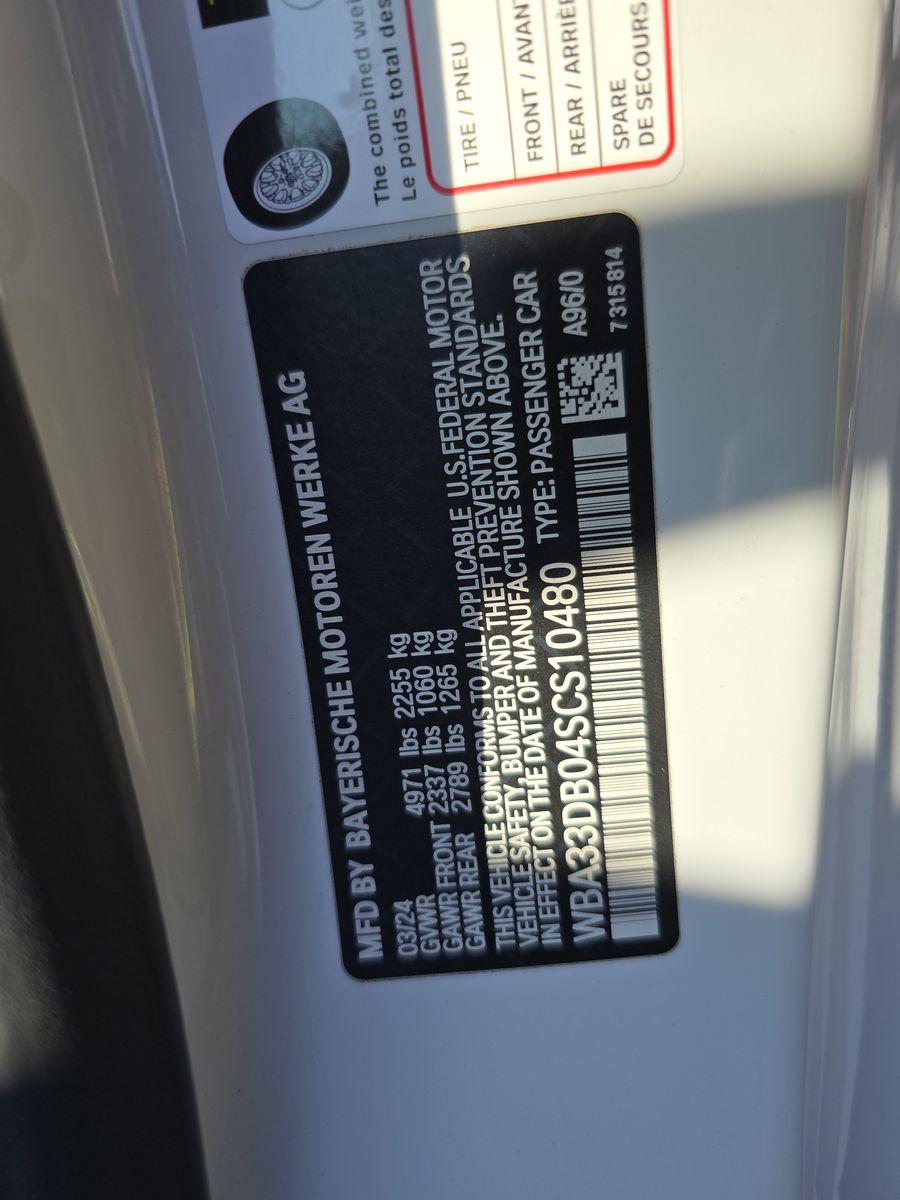 MFD BY BAYERISCHE MOTOREN WERKE AG
03/24
GVWR 4971 lbs 2255 kg
GAWR FRONT 2337 lbs 1060 kg
GAWR REAR 2789 lbs 1265 kg
THIS VEHICLE CONFORMS TO ALL APPLICABLE U.S.FEDERAL MOTOR
VEHICLE SAFETY, BUMPER AND THEFT PREVENTION STANDARDS
IN EFFECT ON THE DATE OF MANUFACTURE SHOWN ABOVE.
WBA33DB04SCS10480 TYPE: PASSENGER CAR
A96/0
7315814
The combined
Le poids total
TIRE / PNEU
FRONT / AVANT
REAR / ARRIÈR
SPARE
DE SECOURS